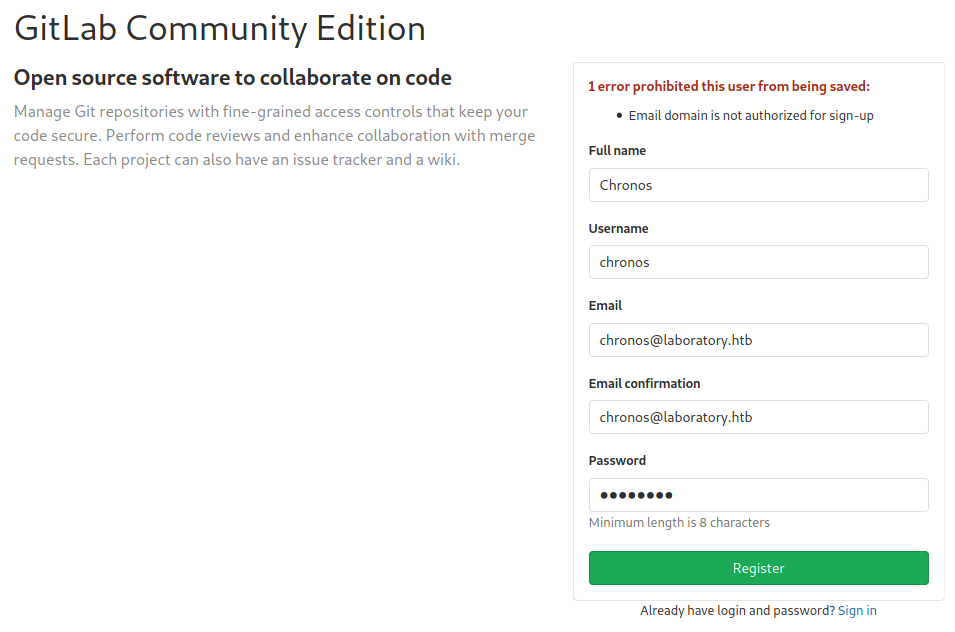 GitLab Community Edition
Open source software to collaborate on code
Manage Git repositories with fine-grained access controls that keep your
code secure. Perform code reviews and enhance collaboration with merge
requests. Each project can also have an issue tracker and a wiki.
1 error prohibited this user from being saved:
• Email domain is not authorized for sign-up
Full name
Chronos
Username
chronos
Email
chronos@laboratory.htb
Email confirmation
chronos@laboratory.htb
Password
●●●●●●●●
Minimum length is 8 characters
Register
Already have login and password? Sign in